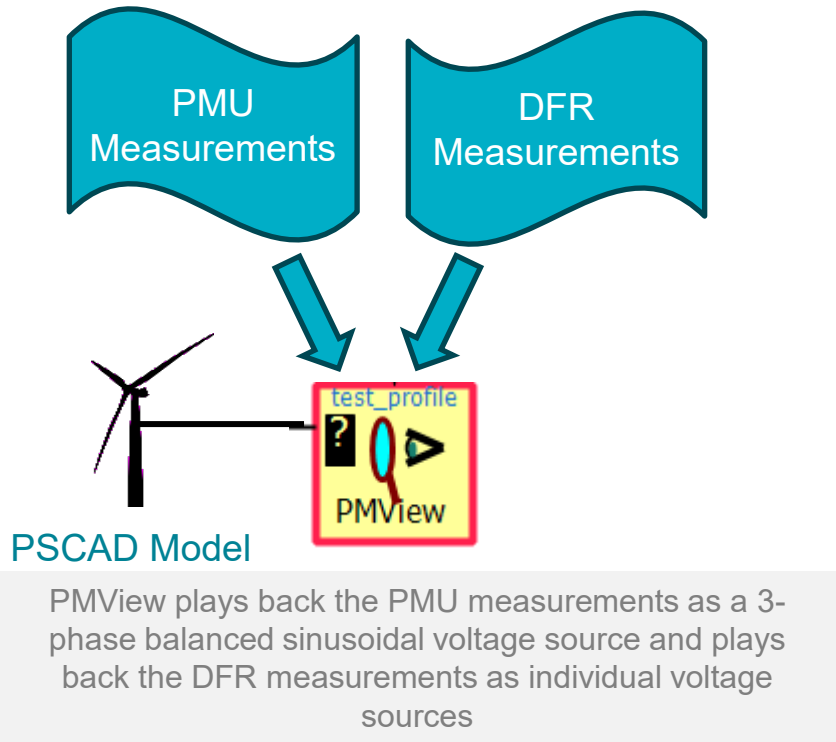 PMU
Measurements
DFR
Measurements
test_profile
?
PMView
PSCAD Model
PMView plays back the PMU measurements as a 3-
phase balanced sinusoidal voltage source and plays
back the DFR measurements as individual voltage
sources